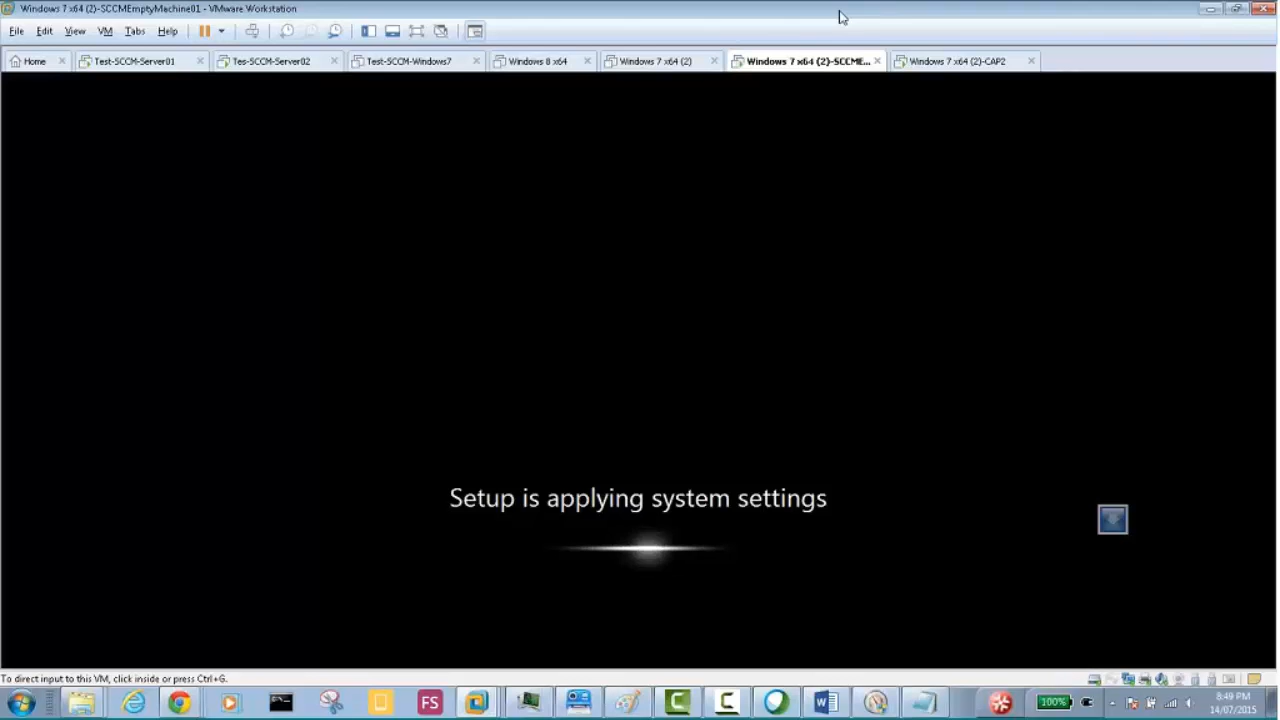 Windows 7 x64 (2)-SCCMEmptyMachine01 - VMware Workstation
File Edit View VM Tabs Help
Home Test-SCCM-Server01 Tes-SCCM-Server02 Test-SCCM-Windows7 Windows 8 x64 Windows 7 x64 (2) Windows 7 x64 (2)-SCCME... Windows 7 x64 (2)-CAP2
Setup is applying system settings
To direct input to this VM, click inside or press Ctrl+G.
FS 100% 8:49 PM
14/07/2015